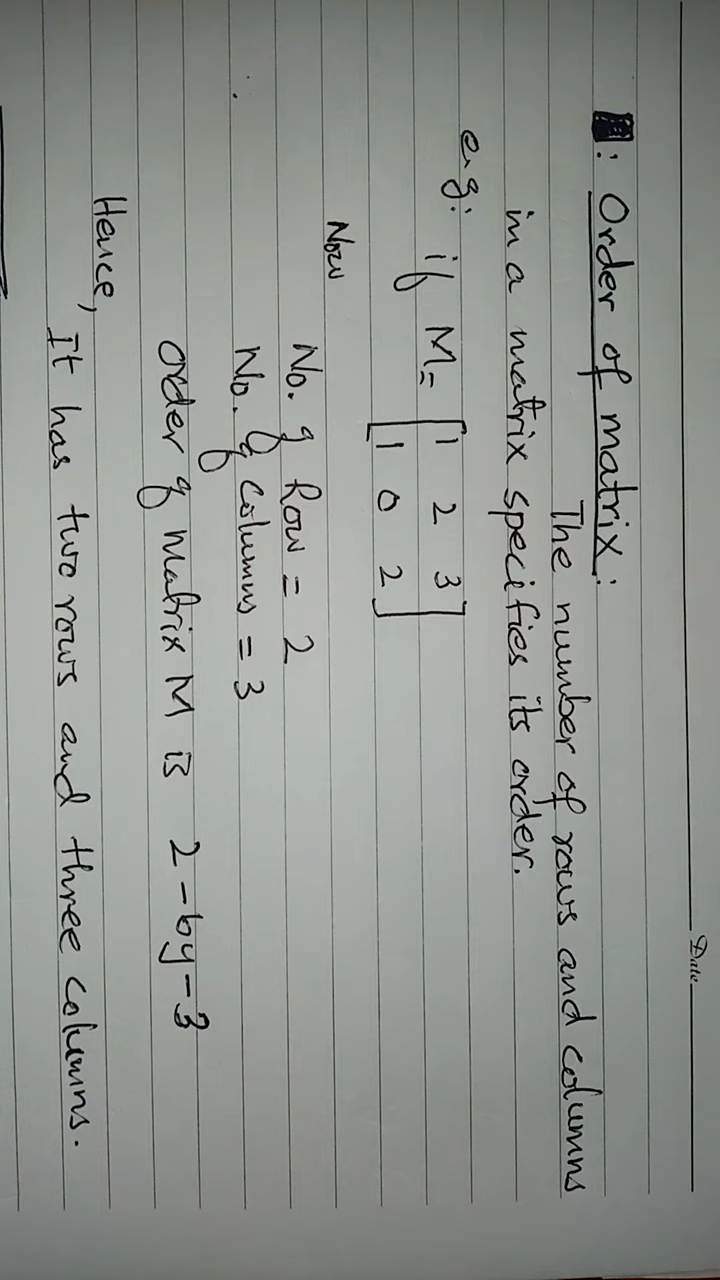 Date
: Order of matrix:
The number of rows and columns
in a matrix specifies its order.
e.g: if M= [1 2 3
1 0 2]
Now
No. of Row = 2
No. of columns = 3
order of matrix M is 2-by-3
Hence,
It has two rows and three columns.